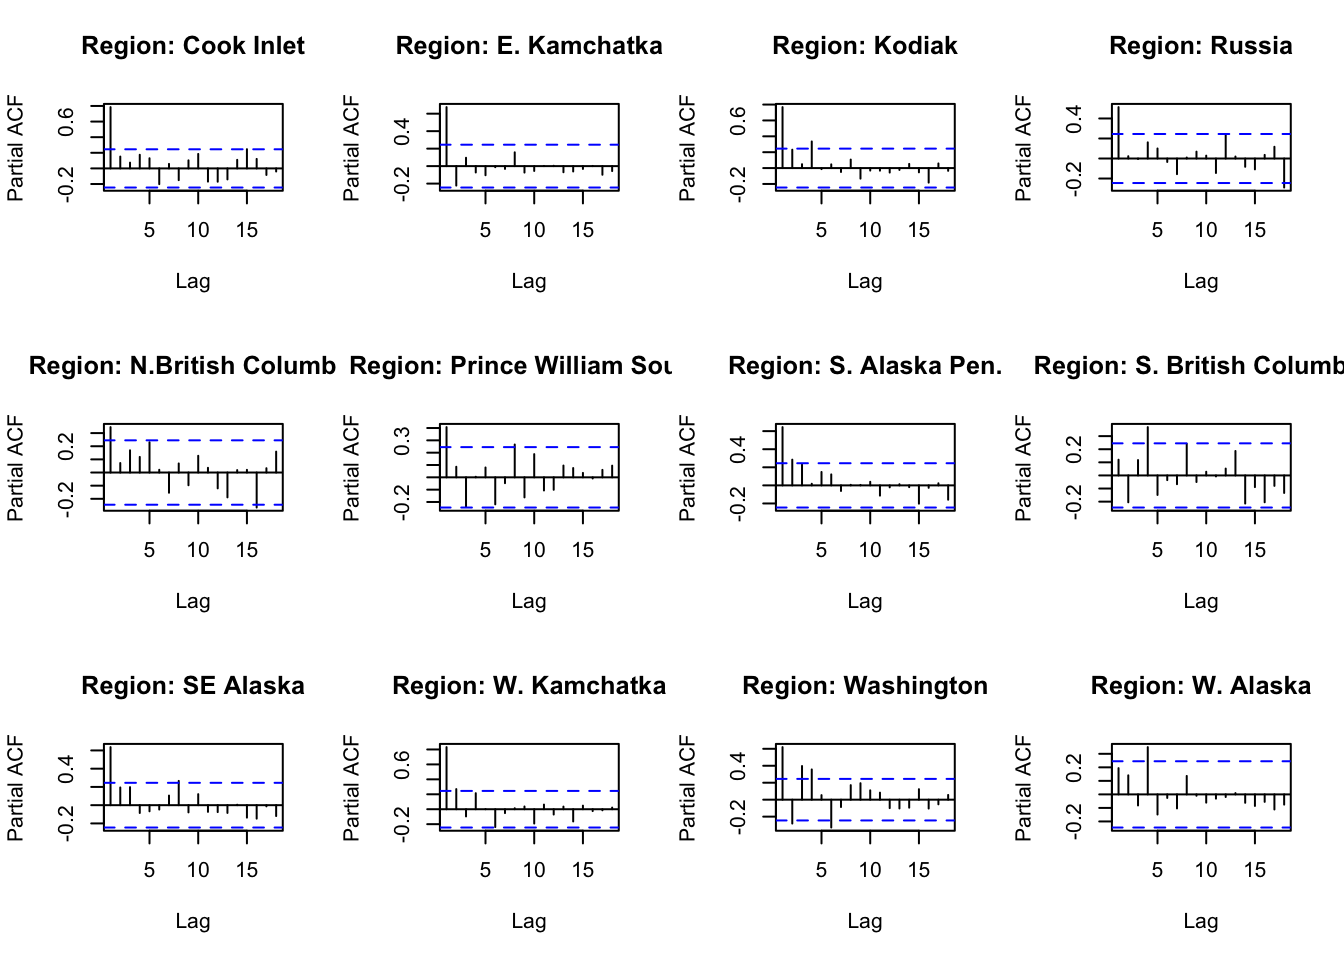 Region: Cook Inlet
Partial ACF
-0.2 0.6
5 10 15
Lag
Region: E. Kamchatka
Partial ACF
-0.2 0.4
5 10 15
Lag
Region: Kodiak
Partial ACF
-0.2 0.6
5 10 15
Lag
Region: Russia
Partial ACF
-0.2 0.4
5 10 15
Lag
Region: N.British Columb
Partial ACF
-0.2 0.2
5 10 15
Lag
Region: Prince William Sou
Partial ACF
-0.2 0.3
5 10 15
Lag
Region: S. Alaska Pen.
Partial ACF
-0.2 0.4
5 10 15
Lag
Region: S. British Columb
Partial ACF
-0.2 0.2
5 10 15
Lag
Region: SE Alaska
Partial ACF
-0.2 0.4
5 10 15
Lag
Region: W. Kamchatka
Partial ACF
-0.2 0.6
5 10 15
Lag
Region: Washington
Partial ACF
-0.2 0.4
5 10 15
Lag
Region: W. Alaska
Partial ACF
-0.2 0.2
5 10 15
Lag